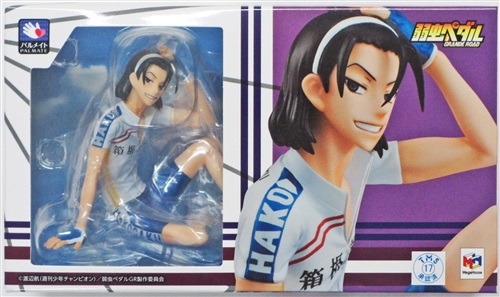 パルメイト
PALMATE
弱虫ペダル
GRANDE ROAD
HAKO
箱根
HAKO
箱根
©渡辺航(週刊少年チャンピオン)／弱虫ペダルGR製作委員会
TMS
17
MegaHouse